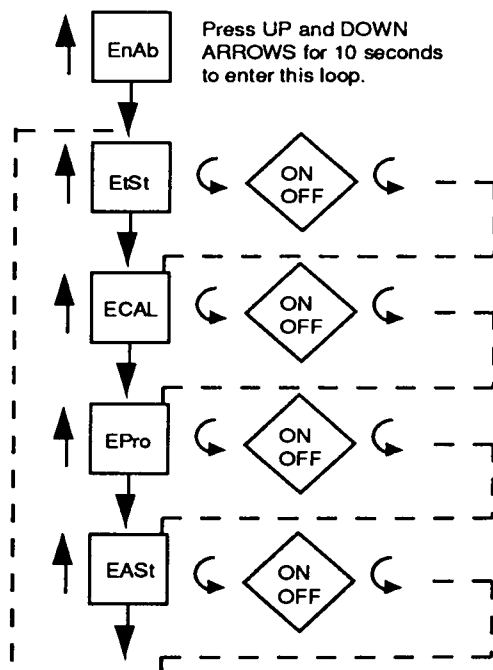 EnAb
Press UP and DOWN
ARROWS for 10 seconds
to enter this loop.
EtSt
ON
OFF
ECAL
ON
OFF
EPro
ON
OFF
EASt
ON
OFF